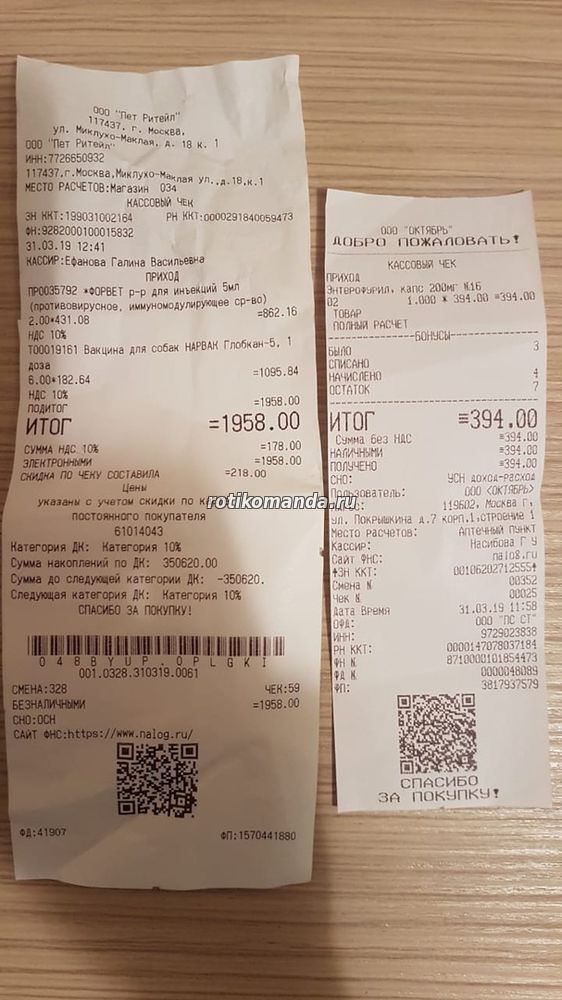 ООО "Пет Ритейл"
117437, г. Москва,
ул. Миклухо-Маклая, д. 18 к. 1
ООО "Пет Ритейл"
ИНН:7726650932
117437,г.Москва,Миклухо-Маклая ул.,д.18,к.1
МЕСТО РАСЧЕТОВ:Магазин 034
КАССОВЫЙ ЧЕК
ЗН ККТ:199031002164 РН ККТ:0000291840059473
ФН:9282000100015832
31.03.19 12:41
КАССИР:Ефанова Галина Васильевна
ПРИХОД
ПР0035792 *ФОРВЕТ р-р для инъекций 5мл
(противовирусное, иммуномодулирующее ср-во)
2.00*431.08 =862.16
НДС 10%
Т0019161 Вакцина для собак НАРВАК Глобкан-5, 1
доза
6.00*182.64 =1095.84
НДС 10%
ПОДИТОГ =1958.00
ИТОГ =1958.00
СУММА НДС 10% =178.00
ЭЛЕКТРОННЫМИ =1958.00
СКИДКА ПО ЧЕКУ СОСТАВИЛА =218.00
Цены
указаны с учетом скидки по
постоянного покупателя
61014043
Категория ДК: Категория 10%
Сумма накоплений по ДК: 350620.00
Сумма до следующей категории ДК: -350620.
Следующая категория ДК: Категория 10%
СПАСИБО ЗА ПОКУПКУ!
048BYUP.0PLGKI
001.0328.310319.0061
СМЕНА:328 ЧЕК:59
БЕЗНАЛИЧНЫМИ =1958.00
СНО:ОСН
САЙТ ФНС:https://www.nalog.ru/
ФД:41907 ФП:1570441880
ООО "ОКТЯБРЬ"
ДОБРО ПОЖАЛОВАТЬ!
КАССОВЫЙ ЧЕК
ПРИХОД
Энтерофурил, капс 200мг N16
02 1.000 * 394.00 =394.00
ТОВАР
ПОЛНЫЙ РАСЧЕТ
БОНУСЫ
БЫЛО 3
СПИСАНО
НАЧИСЛЕНО 4
ОСТАТОК 7
ИТОГ =394.00
Сумма без НДС =394.00
НАЛИЧНЫМИ =394.00
ПОЛУЧЕНО =394.00
СНО: УСН доход-расход
Пользователь: ООО <ОКТЯБРЬ>
119602, Москва Г,
ул. Покрышкина д.7 корп.1,строение 1
Место расчетов: Аптечный пункт
Кассир: Насибова Г У
Сайт ФНС: nalog.ru
ЗН ККТ: 00106202712555
Смена N 00352
Чек N 00025
Дата Время 31.03.19 11:58
ОФД: ООО "ПС СТ"
ИНН: 9729023838
РН ККТ: 0000147078037184
ФН N 8710000101854473
ФД N 0000048089
ФП: 3817937579
СПАСИБО
ЗА ПОКУПКУ!
rotikomanda.ru